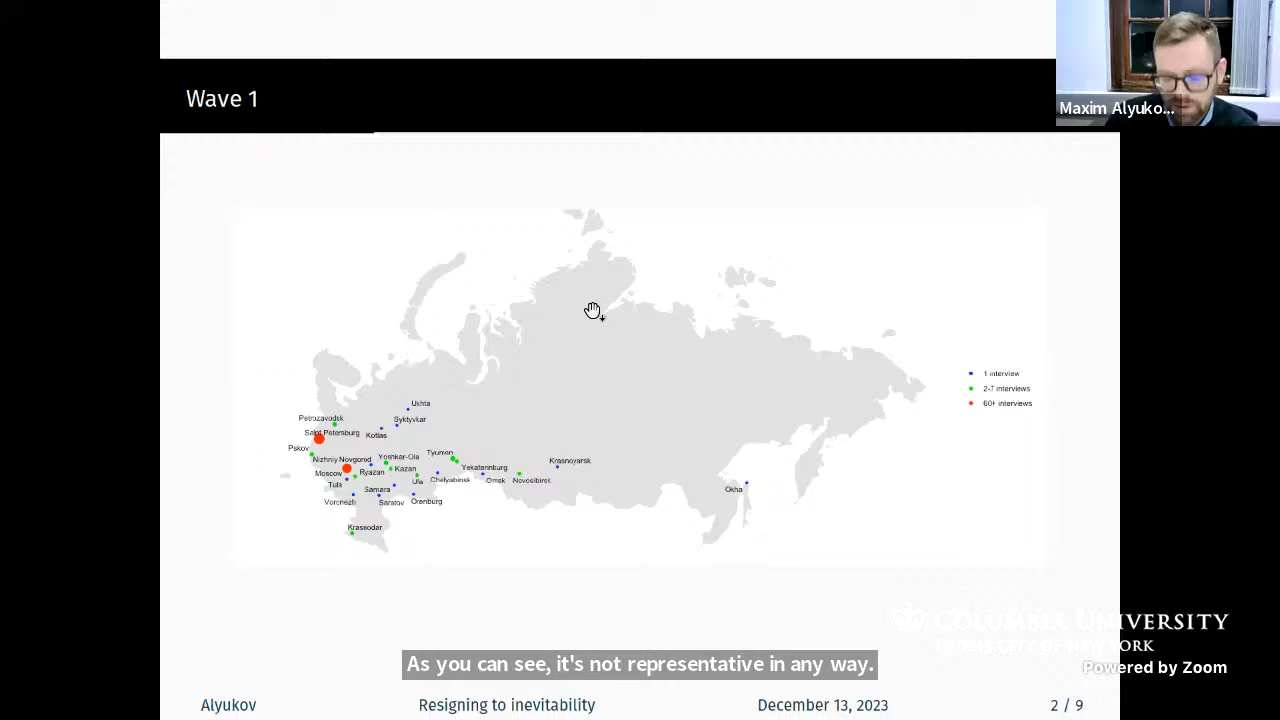 Wave 1
Maxim Alyuko...
1 interview
2-7 interviews
60+ interviews
Ukhta
Petrozavodsk
Syktyvkar
Saint Petersburg
Kotlas
Pskov
Nizhniy Novgorod
Yoshkar-Ola
Tyumen
Moscow
Ryazan
Kazan
Yekaterinburg
Krasnoyarsk
Tula
Samara
Ufa
Chelyabinsk
Omsk
Novosibirsk
Okha
Voronezh
Saratov
Orenburg
Krasnodar
COLUMBIA UNIVERSITY
IN THE CITY OF NEW YORK
As you can see, it's not representative in any way.
Powered by Zoom
Alyukov
Resigning to inevitability
December 13, 2023
2 / 9